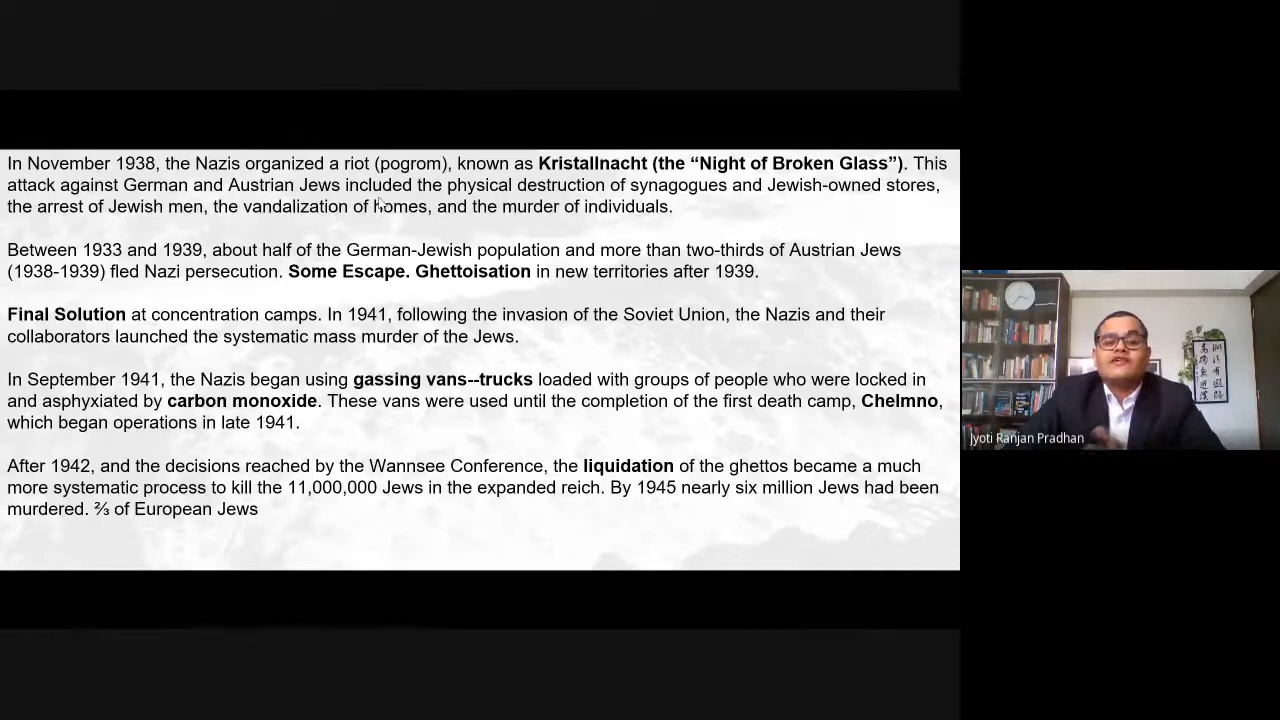 In November 1938, the Nazis organized a riot (pogrom), known as Kristallnacht (the “Night of Broken Glass”). This
attack against German and Austrian Jews included the physical destruction of synagogues and Jewish-owned stores,
the arrest of Jewish men, the vandalization of homes, and the murder of individuals.
Between 1933 and 1939, about half of the German-Jewish population and more than two-thirds of Austrian Jews
(1938-1939) fled Nazi persecution. Some Escape. Ghettoisation in new territories after 1939.
Final Solution at concentration camps. In 1941, following the invasion of the Soviet Union, the Nazis and their
collaborators launched the systematic mass murder of the Jews.
In September 1941, the Nazis began using gassing vans--trucks loaded with groups of people who were locked in
and asphyxiated by carbon monoxide. These vans were used until the completion of the first death camp, Chelmno,
which began operations in late 1941.
After 1942, and the decisions reached by the Wannsee Conference, the liquidation of the ghettos became a much
more systematic process to kill the 11,000,000 Jews in the expanded reich. By 1945 nearly six million Jews had been
murdered. ⅔ of European Jews
Jyoti Ranjan Pradhan